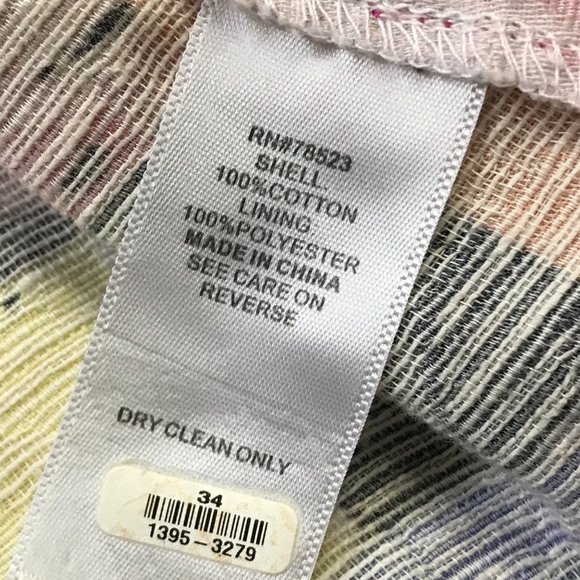 RN#78523
SHELL.
100%COTTON
LINING
100%POLYESTER
MADE IN CHINA
SEE CARE ON
REVERSE
DRY CLEAN ONLY
34
1395-3279